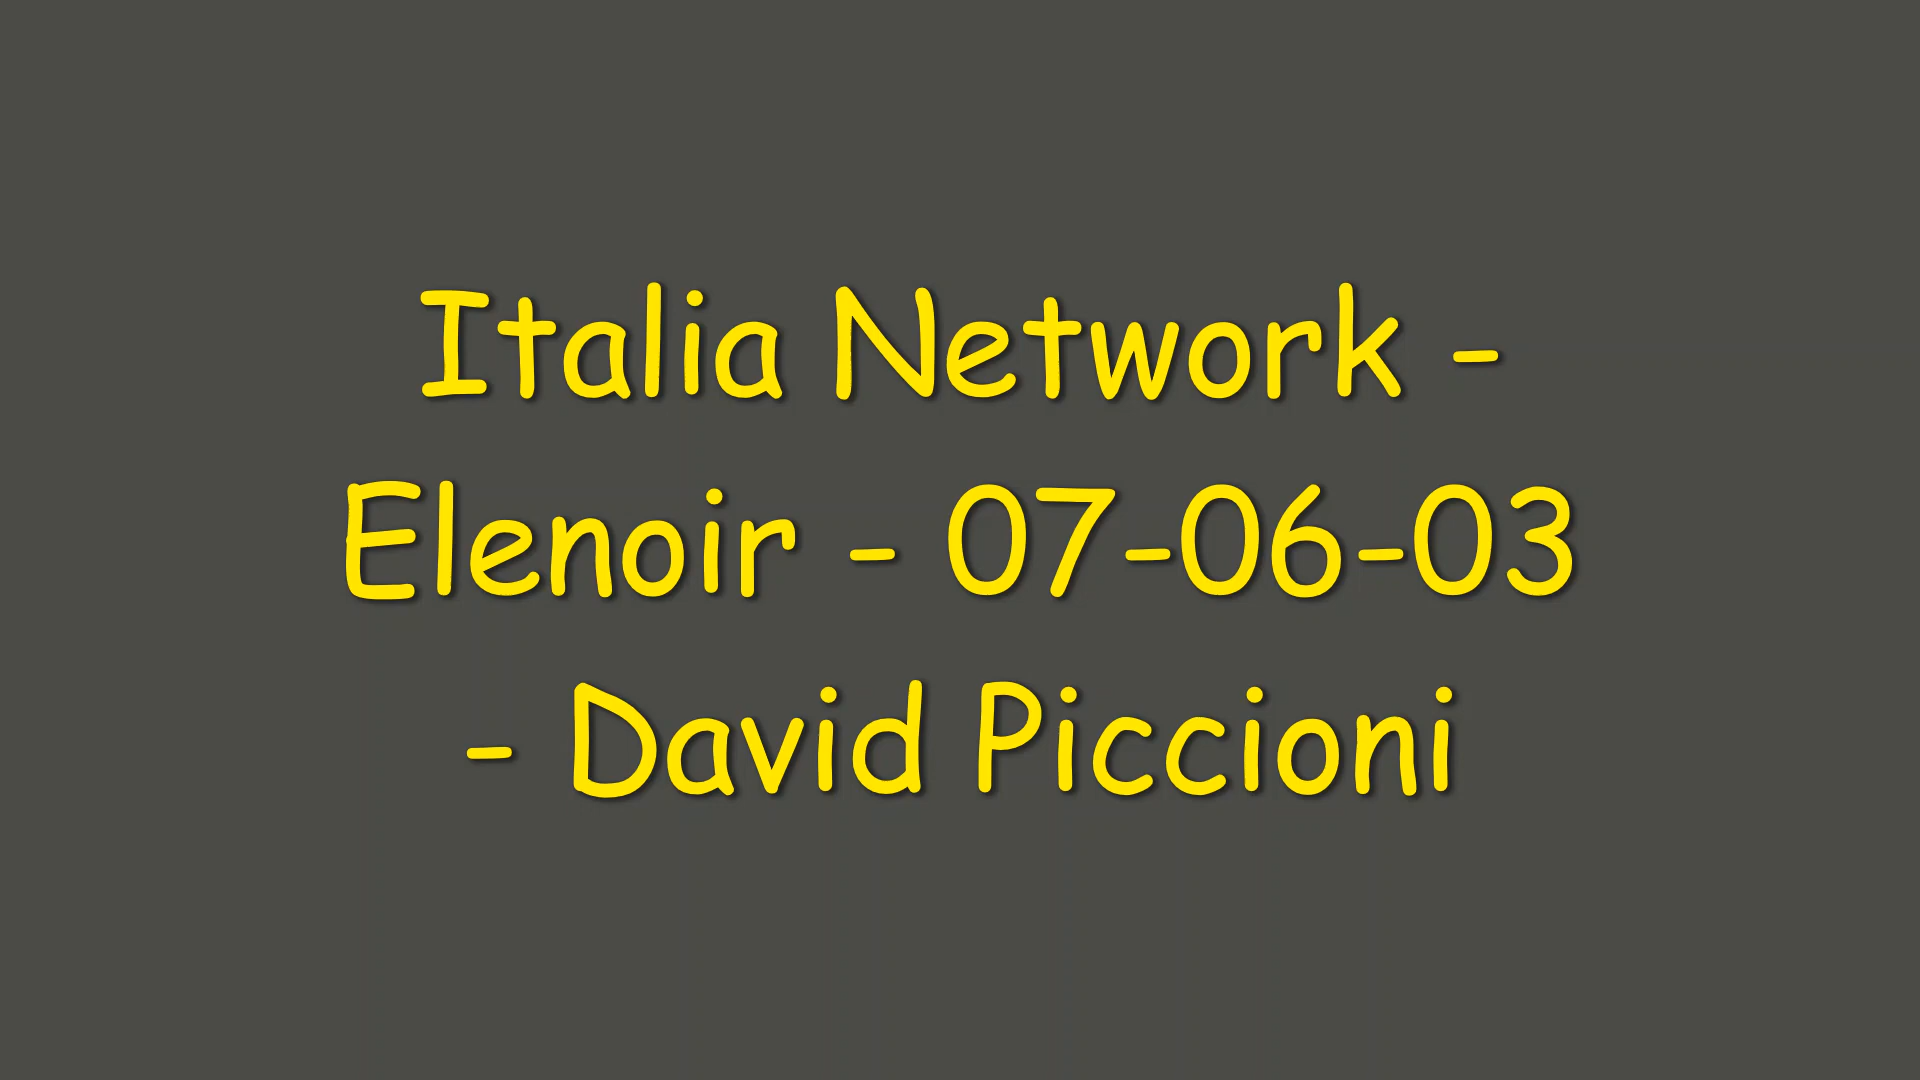 Italia Network -
Elenoir - 07-06-03
- David Piccioni